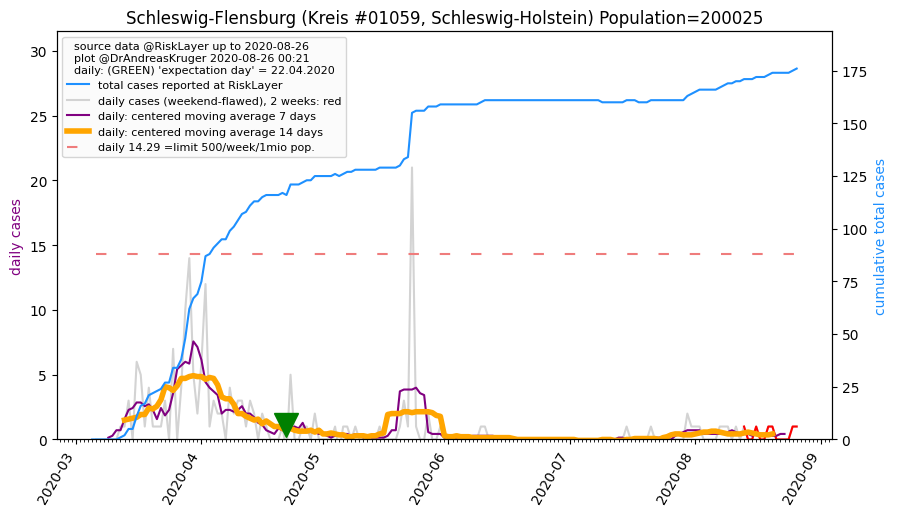 Schleswig-Flensburg (Kreis #01059, Schleswig-Holstein) Population=200025
source data @RiskLayer up to 2020-08-26
plot @DrAndreasKruger 2020-08-26 00:21
daily: (GREEN) 'expectation day' = 22.04.2020
total cases reported at RiskLayer
daily cases (weekend-flawed), 2 weeks: red
daily: centered moving average 7 days
daily: centered moving average 14 days
daily 14.29 =limit 500/week/1mio pop.
daily cases
30
25
20
15
10
5
0
cumulative total cases
175
150
125
100
75
50
25
0
2020-03
2020-04
2020-05
2020-06
2020-07
2020-08
2020-09